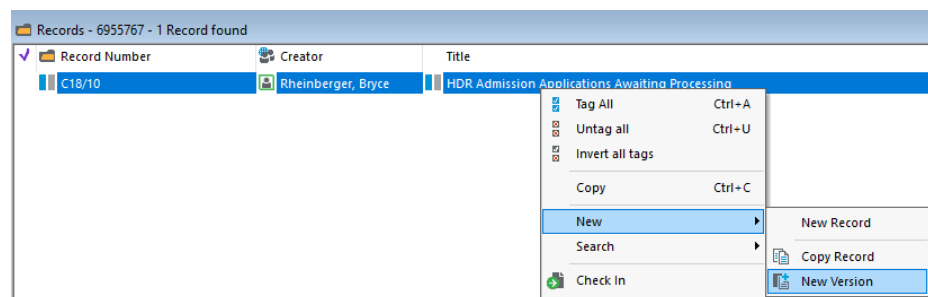 Records - 6955767 - 1 Record found
Record Number Creator Title
C18/10 Rheinberger, Bryce HDR Admission Applications Awaiting Processing
Tag All Ctrl+A
Untag all Ctrl+U
Invert all tags
Copy Ctrl+C
New New Record
Search Copy Record
Check In New Version